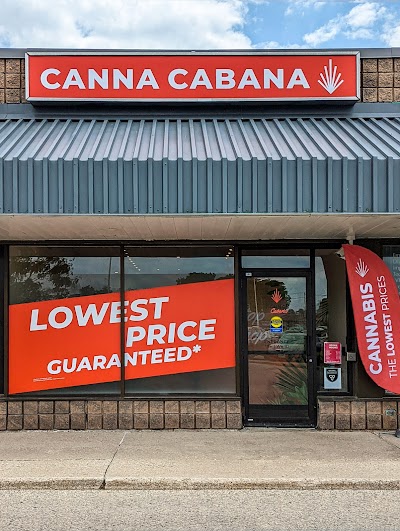 CANNA CABANA
LOWEST
PRICE
GUARANTEED*
CANNABIS
THE LOWEST PRICES